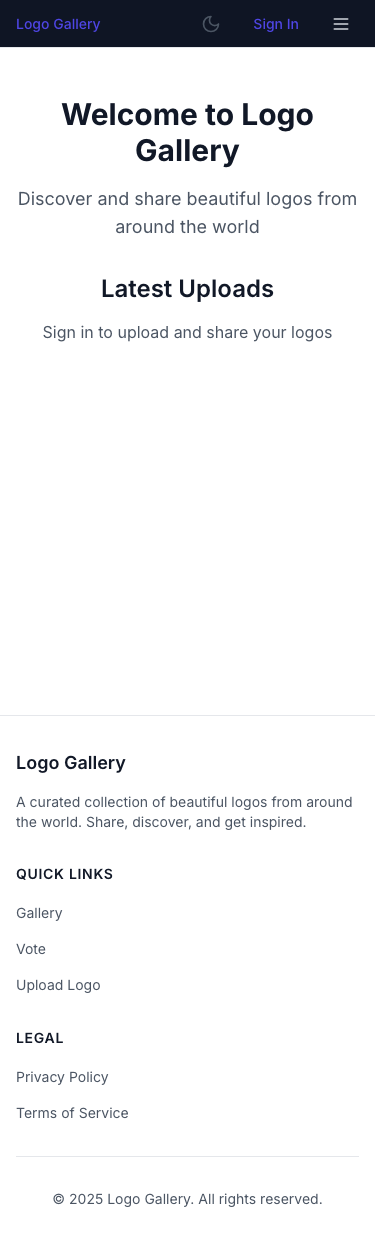 Logo Gallery
Sign In
Welcome to Logo
Gallery
Discover and share beautiful logos from
around the world
Latest Uploads
Sign in to upload and share your logos
Logo Gallery
A curated collection of beautiful logos from around
the world. Share, discover, and get inspired.
QUICK LINKS
Gallery
Vote
Upload Logo
LEGAL
Privacy Policy
Terms of Service
© 2025 Logo Gallery. All rights reserved.